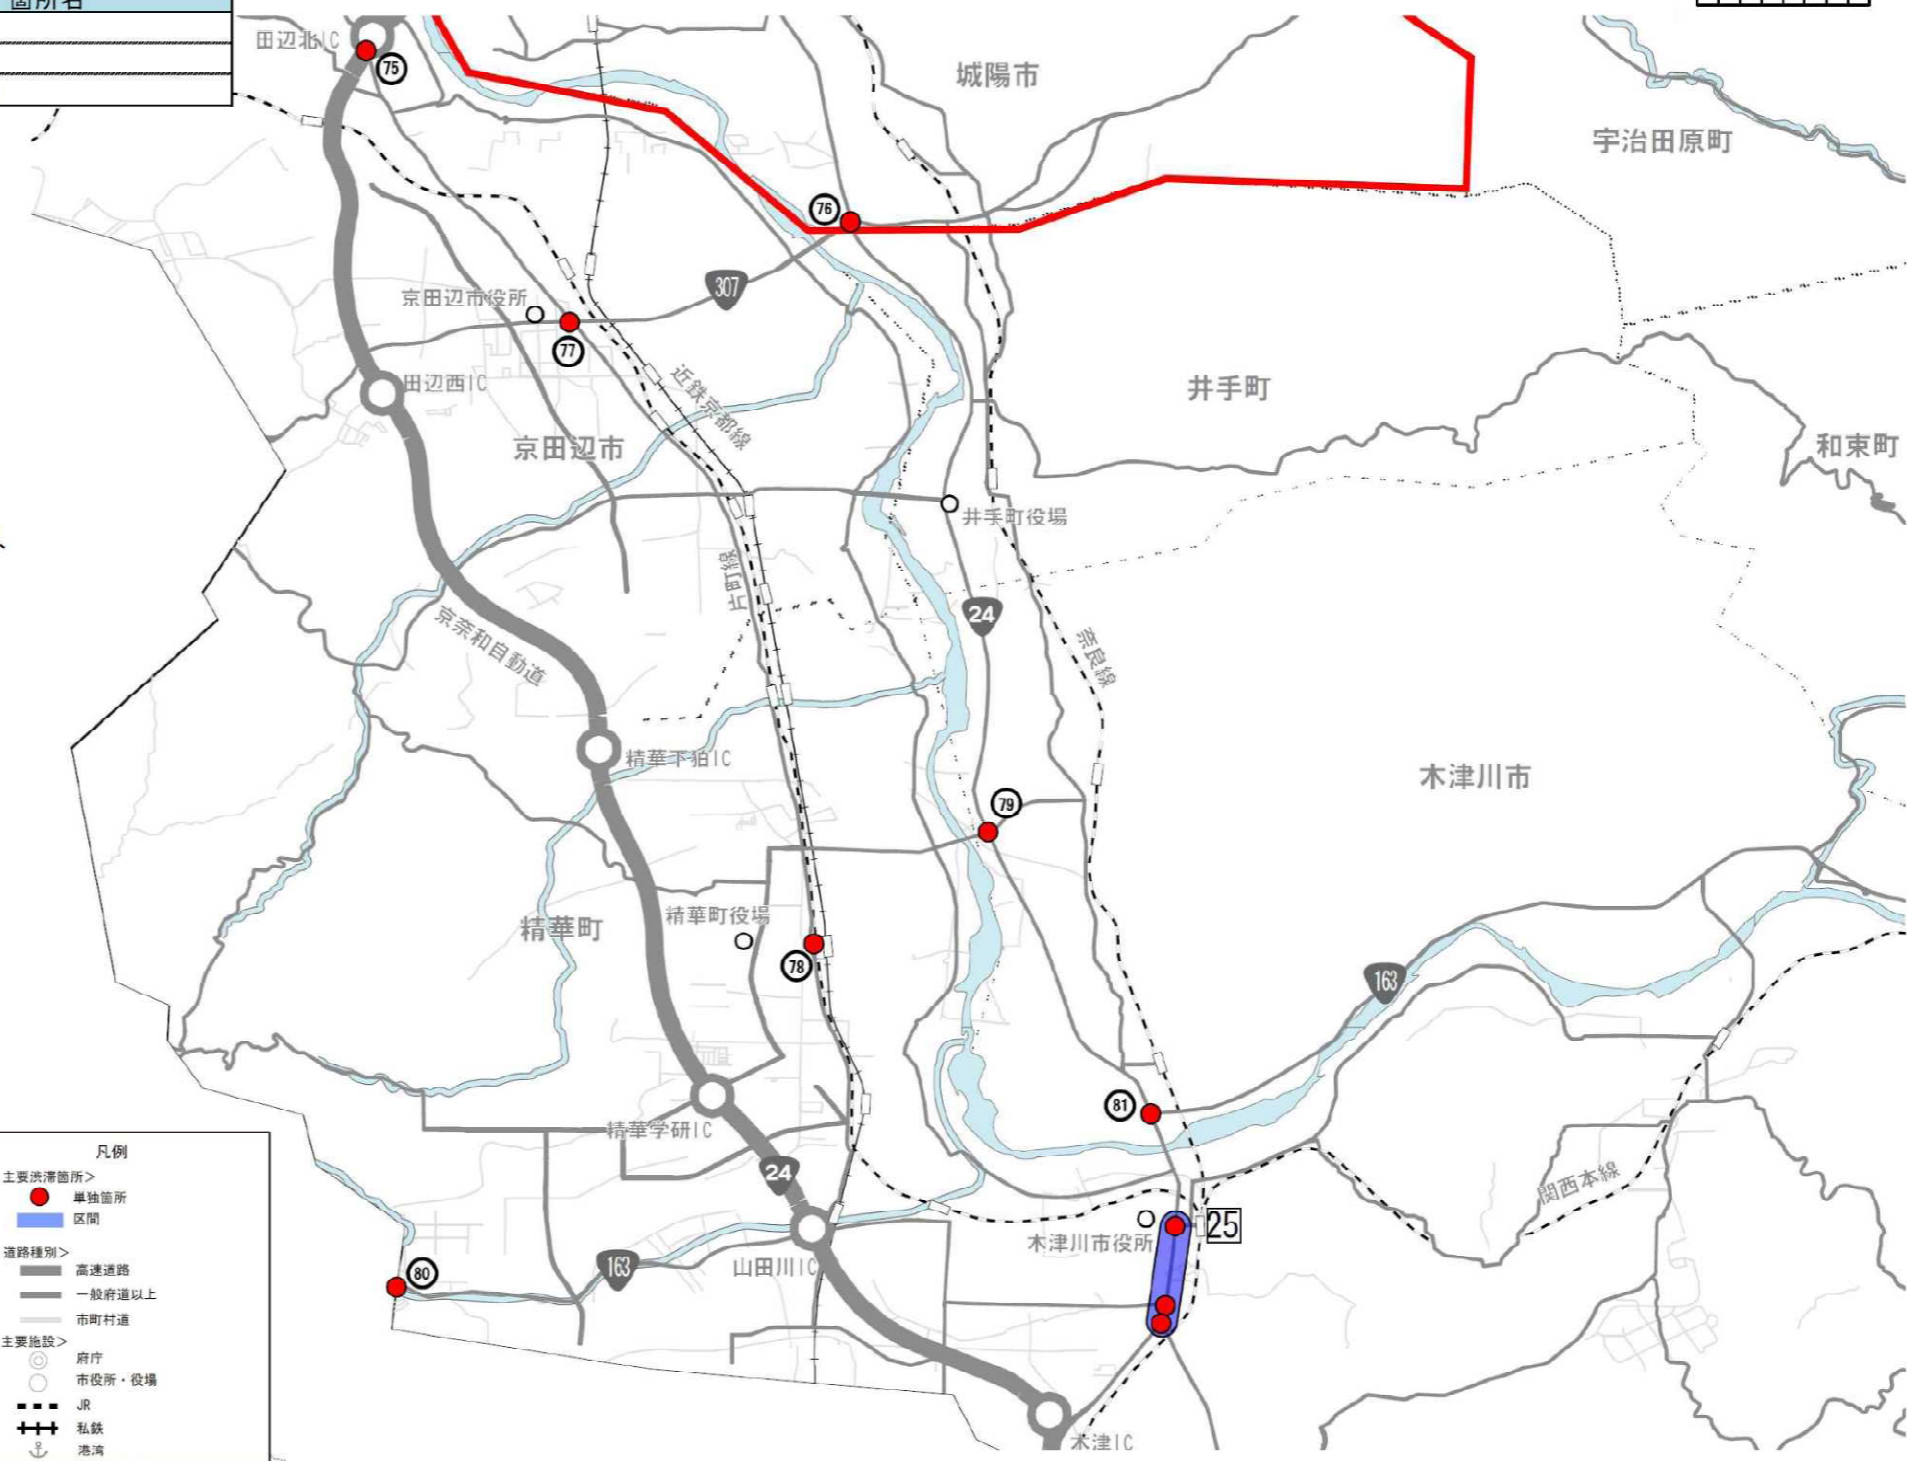 箇所名
田辺北IC
75
城陽市
宇治田原町
76
307
京田辺市役所
77
田辺西IC
近鉄京都線
井手町
京田辺市
和束町
井手町役場
片町線
24
京奈和自動道
奈良線
精華下狛IC
木津川市
79
精華町役場
精華町
78
163
81
精華学研IC
24
関西本線
25
木津川市役所
山田川IC
163
80
木津IC
凡例
主要渋滞箇所>
単独箇所
区間
道路種別>
高速道路
一般府道以上
市町村道
主要施設>
府庁
市役所・役場
JR
私鉄
港湾